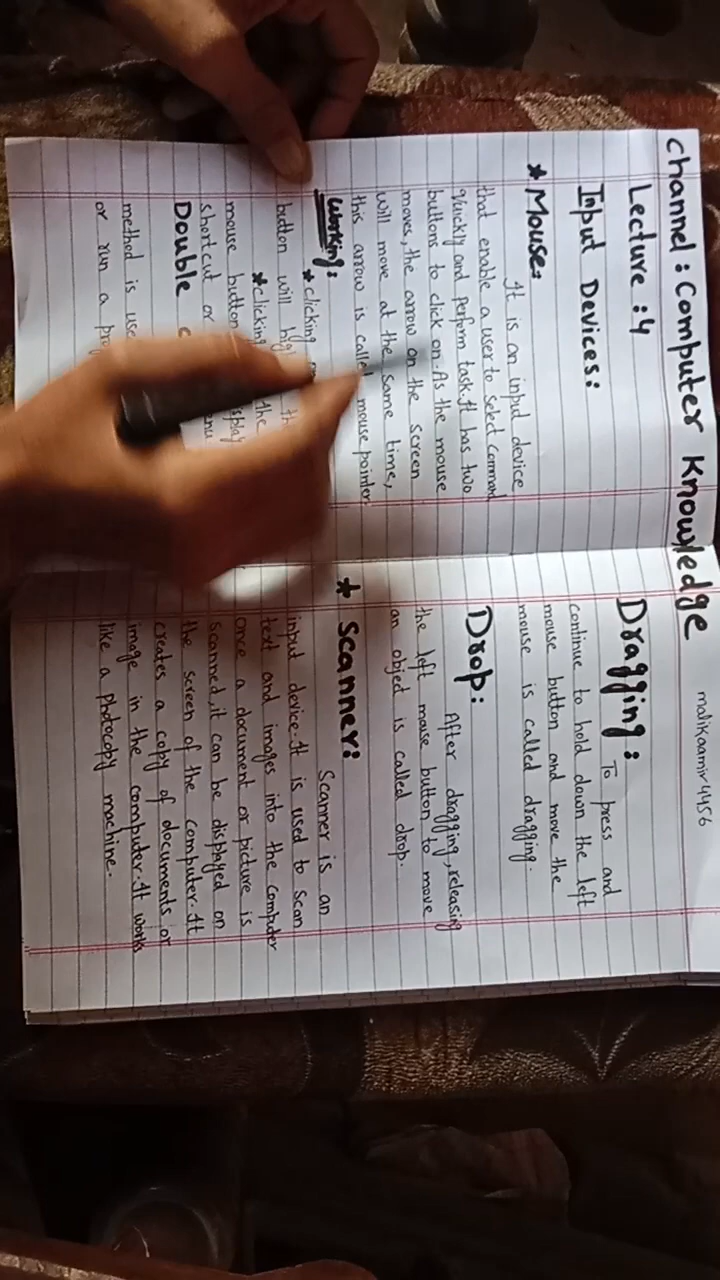 Channel : Computer Knowledge
malikaamir4456
Lecture : 4
Input Devices:
* Mouse:
It is an input device
that enable a user to select command
quickly and perform task. It has two
buttons to click on. As the mouse
moves, the arrow on the screen
will move at the same time,
this arrow is called mouse pointer.
Working:
* clicking
button will
* clicking the
mouse button
shortcut or
Double
method is
or run a
Dragging:
To press and
continue to hold down the left
mouse button and move the
mouse is called dragging.
Drop:
After dragging, releasing
the left mouse button to move
an object is called drop.
* Scanner:
Scanner is an
input device. It is used to scan
text and images into the computer
once a document or picture is
scanned, it can be displayed on
the screen of the computer. It
creates a copy of documents or
image in the computer. It works
like a photocopy machine.